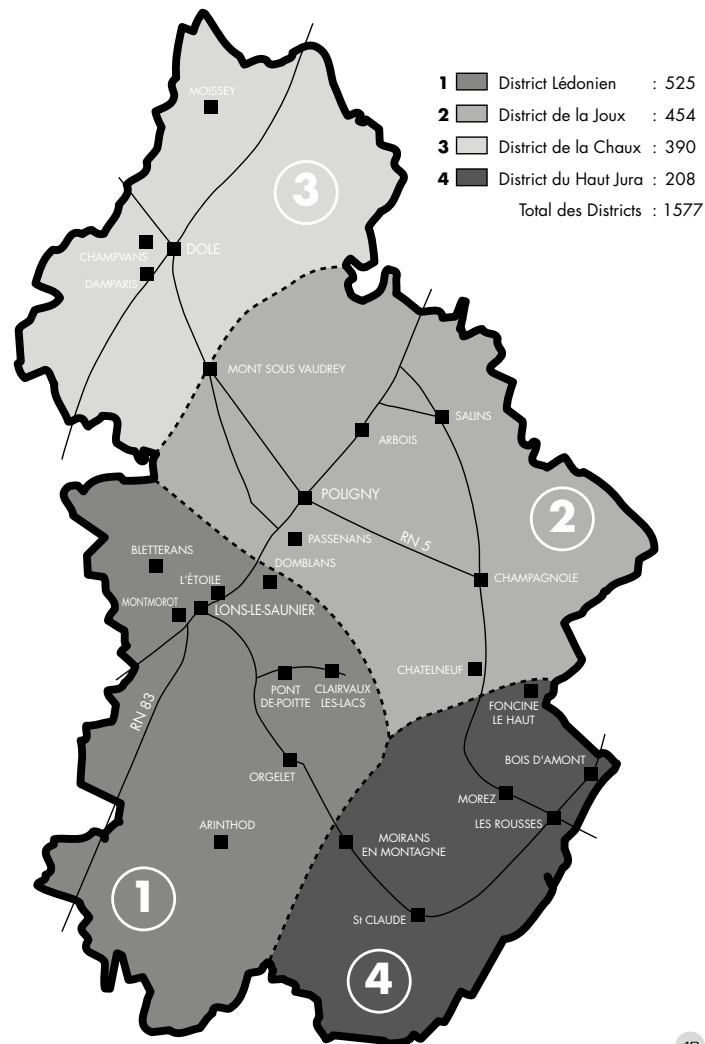 1 District Lédonien : 525
2 District de la Joux : 454
3 District de la Chaux : 390
4 District du Haut Jura : 208
Total des Districts : 1577
MOISSEY
3
CHAMPVANS
DOLE
DAMPARIS
MONT SOUS VAUDREY
SALINS
ARBOIS
POLIGNY
2
PASSENANS
RN 5
BLETTERANS
DOMBLANS
L'ÉTOILE
CHAMPAGNOLE
MONTMOROT
LONS-LE-SAUNIER
CHATELNEUF
PONT
DE-POITTE
CLAIRVAUX
LES-LACS
RN 83
FONCINE
LE HAUT
BOIS D'AMONT
ORGELET
MOREZ
LES ROUSSES
ARINTHOD
MOIRANS
EN MONTAGNE
1
St CLAUDE
4